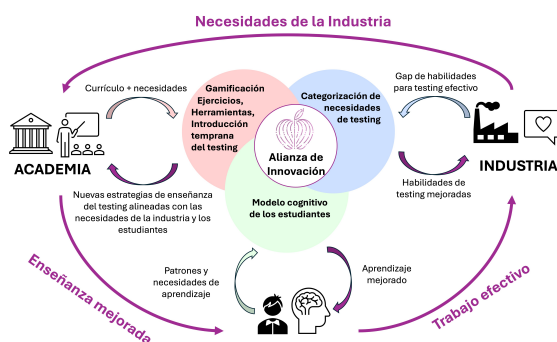 Necesidades de la Industria
Currículo + necesidades
Gamificación
Ejercicios,
Herramientas,
Introducción
temprana
del testing
Categorización de
necesidades
de testing
Gap de habilidades
para testing efectivo
ACADEMIA
Alianza de
Innovación
INDUSTRIA
Nuevas estrategias de enseñanza
del testing alineadas con las
necesidades de la industria y los
estudiantes
Habilidades de
testing mejoradas
Modelo cognitivo
de los estudiantes
Patrones y
necesidades de
aprendizaje
Aprendizaje
mejorado
Enseñanza mejorada
Trabajo efectivo